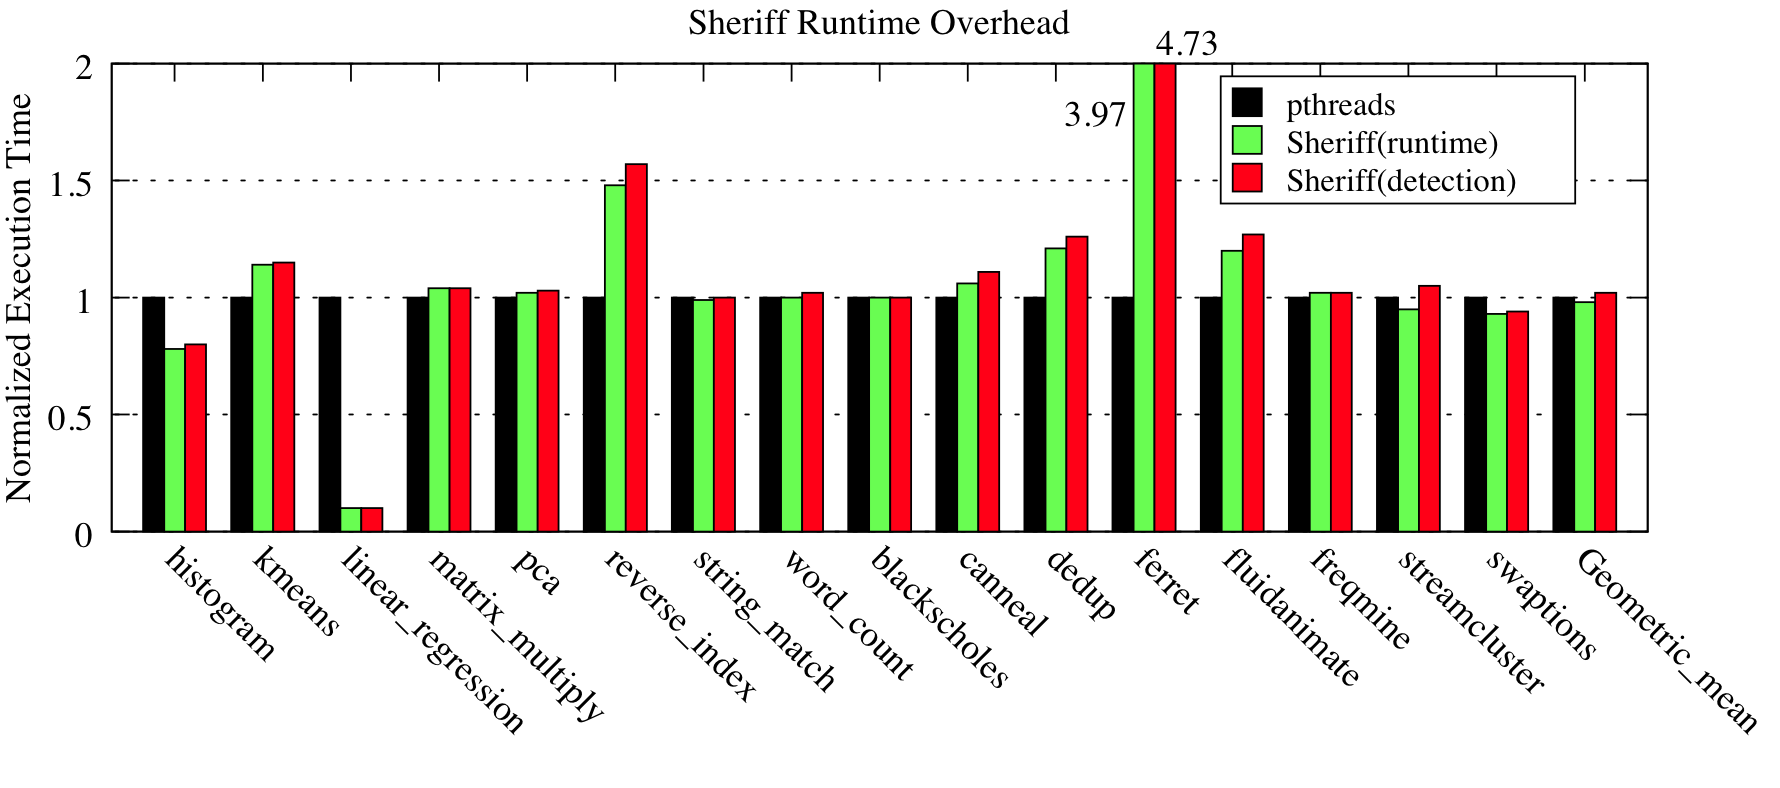 Sheriff Runtime Overhead
4.73
3.97
pthreads
Sheriff(runtime)
Sheriff(detection)
Normalized Execution Time
2
1.5
1
0.5
0
histogram
kmeans
linear_regression
matrix_multiply
pca
reverse_index
string_match
word_count
blackscholes
canneal
dedup
ferret
fluidanimate
freqmine
streamcluster
swaptions
Geometric_mean